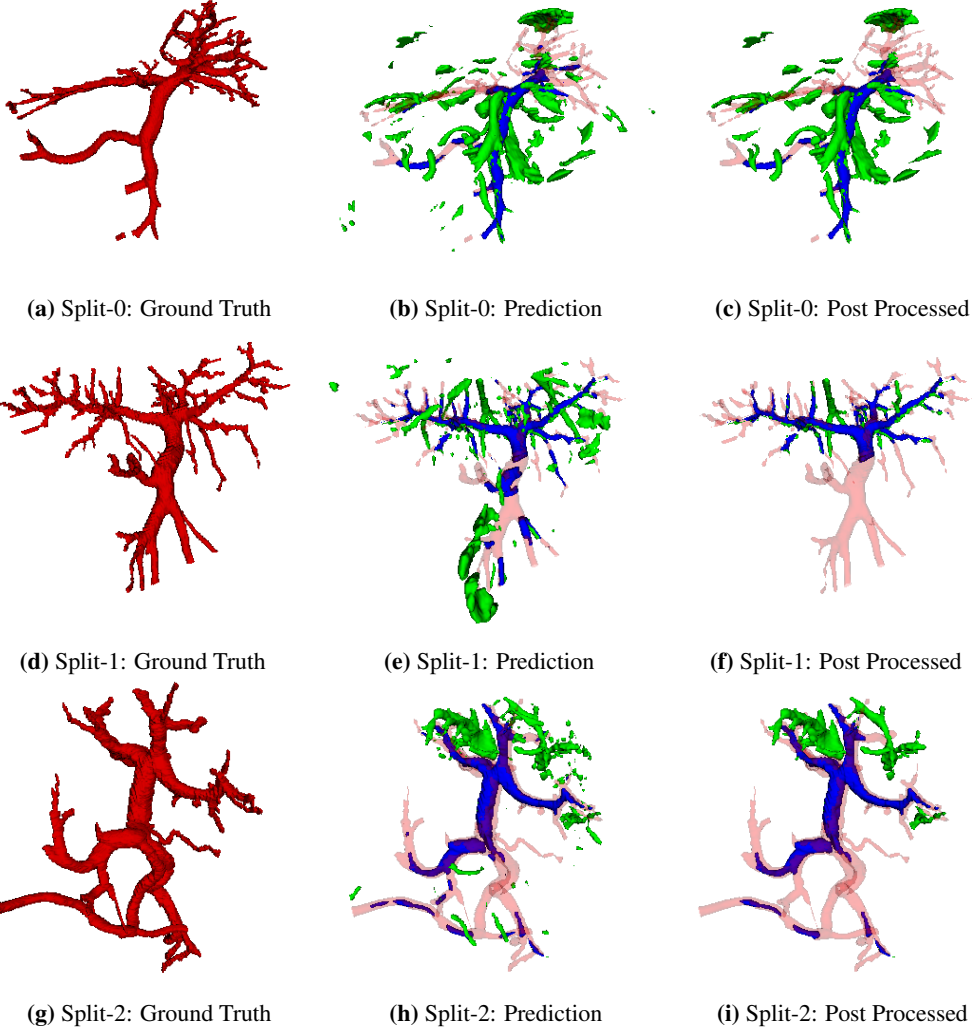 (a) Split-0: Ground Truth
(b) Split-0: Prediction
(c) Split-0: Post Processed
(d) Split-1: Ground Truth
(e) Split-1: Prediction
(f) Split-1: Post Processed
(g) Split-2: Ground Truth
(h) Split-2: Prediction
(i) Split-2: Post Processed